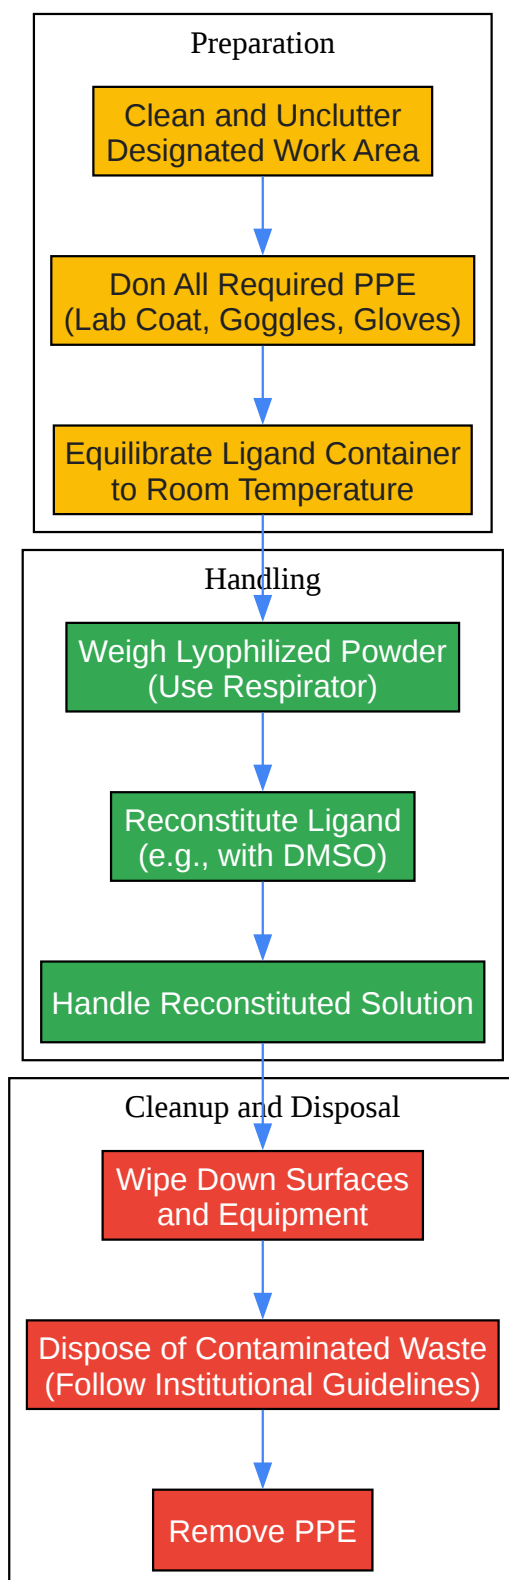 Preparation
Clean and Unclutter
Designated Work Area
Don All Required PPE
(Lab Coat, Goggles, Gloves)
Equilibrate Ligand Container
to Room Temperature
Handling
Weigh Lyophilized Powder
(Use Respirator)
Reconstitute Ligand
(e.g., with DMSO)
Handle Reconstituted Solution
Cleanup and Disposal
Wipe Down Surfaces
and Equipment
Dispose of Contaminated Waste
(Follow Institutional Guidelines)
Remove PPE